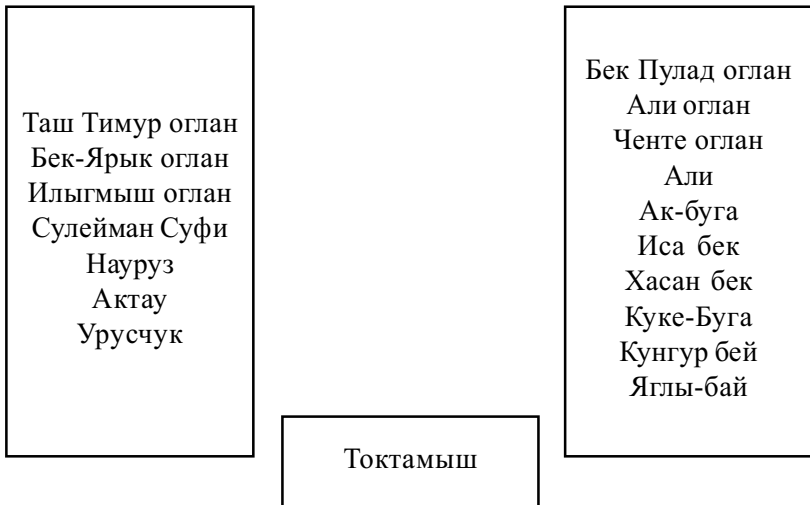 Таш Тимур оглан
Бек-Ярык оглан
Илыгмыш оглан
Сулейман Суфи
Науруз
Актау
Урусчук
Бек Пулад оглан
Али оглан
Ченте оглан
Али
Ак-буга
Иса бек
Хасан бек
Куке-Буга
Кунгур бей
Яглы-бай
Токтамыш